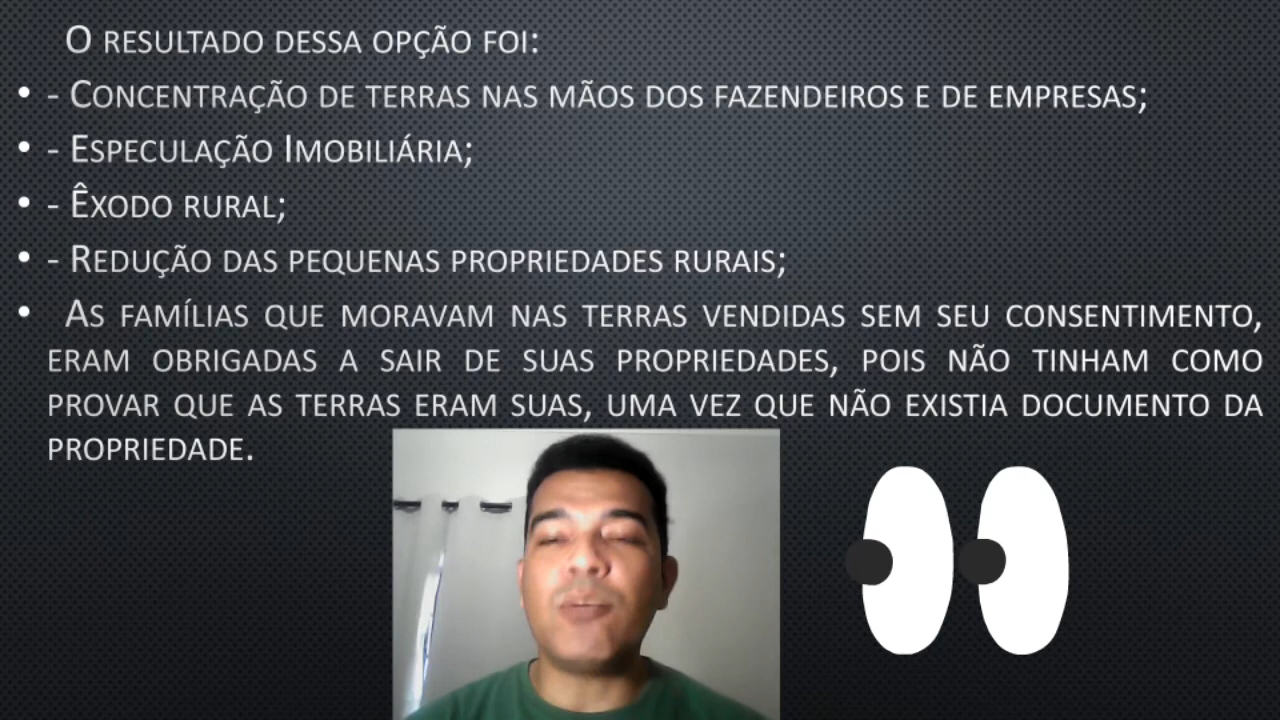 O RESULTADO DESSA OPÇÃO FOI:
• - CONCENTRAÇÃO DE TERRAS NAS MÃOS DOS FAZENDEIROS E DE EMPRESAS;
• - ESPECULAÇÃO IMOBILIÁRIA;
• - ÊXODO RURAL;
• - REDUÇÃO DAS PEQUENAS PROPRIEDADES RURAIS;
• AS FAMÍLIAS QUE MORAVAM NAS TERRAS VENDIDAS SEM SEU CONSENTIMENTO,
ERAM OBRIGADAS A SAIR DE SUAS PROPRIEDADES, POIS NÃO TINHAM COMO
PROVAR QUE AS TERRAS ERAM SUAS, UMA VEZ QUE NÃO EXISTIA DOCUMENTO DA
PROPRIEDADE.